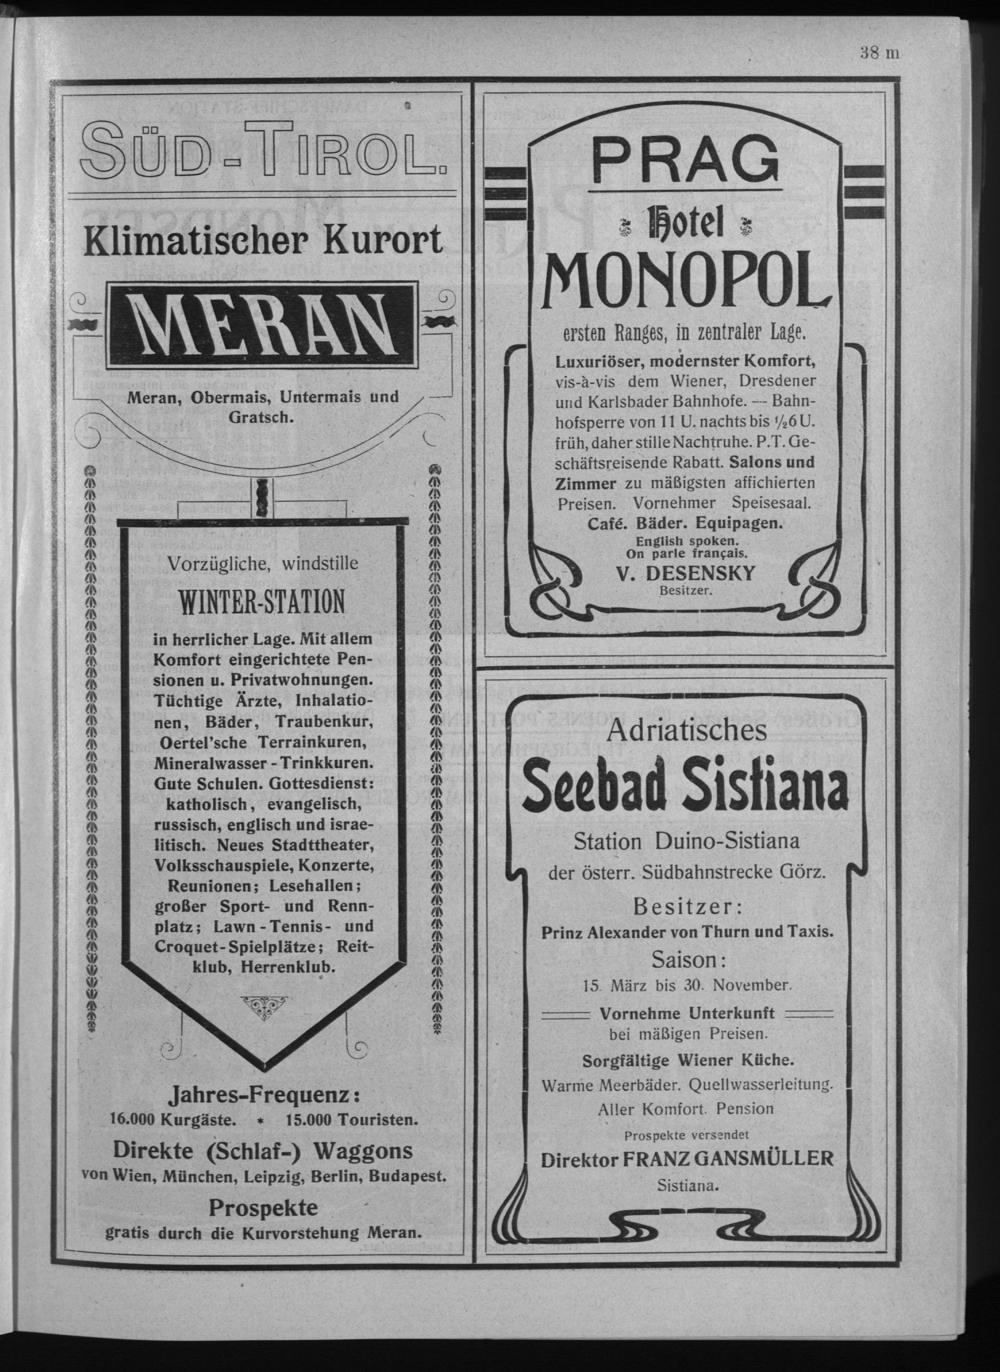 38 m
SÜD-TIROL.
Klimatischer Kurort
MERAN
Meran, Obermais, Untermais und
Gratsch.
Vorzügliche, windstille
WINTER-STATION
in herrlicher Lage. Mit allem
Komfort eingerichtete Pen-
sionen u. Privatwohnungen.
Tüchtige Ärzte, Inhalatio-
nen, Bäder, Traubenkur,
Oertel'sche Terrainkuren,
Mineralwasser-Trinkkuren.
Gute Schulen. Gottesdienst:
katholisch, evangelisch,
russisch, englisch und israe-
litisch. Neues Stadttheater,
Volksschauspiele, Konzerte,
Reunionen; Lesehallen;
großer Sport- und Renn-
platz; Lawn-Tennis- und
Croquet-Spielplätze; Reit-
klub, Herrenklub.
Jahres-Frequenz:
16.000 Kurgäste. * 15.000 Touristen.
Direkte (Schlaf-) Waggons
von Wien, München, Leipzig, Berlin, Budapest.
Prospekte
gratis durch die Kurvorstehung Meran.
PRAG
Hotel
MONOPOL
ersten Ranges, in zentraler Lage.
Luxuriöser, modernster Komfort,
vis-à-vis dem Wiener, Dresdener
und Karlsbader Bahnhofe. — Bahn-
hofsperre von 11 U. nachts bis ½6 U.
früh, daher stille Nachtruhe. P.T. Ge-
schäftsreisende Rabatt. Salons und
Zimmer zu mäßigsten affichierten
Preisen. Vornehmer Speisesaal.
Café. Bäder. Equipagen.
English spoken.
On parle français.
V. DESENSKY
Besitzer.
Adriatisches
Seebad Sistiana
Station Duino-Sistiana
der österr. Südbahnstrecke Görz.
Besitzer:
Prinz Alexander von Thurn und Taxis.
Saison:
15. März bis 30. November.
Vornehme Unterkunft
bei mäßigen Preisen.
Sorgfältige Wiener Küche.
Warme Meerbäder. Quellwasserleitung.
Aller Komfort. Pension
Prospekte versendet
Direktor FRANZ GANSMÜLLER
Sistiana.